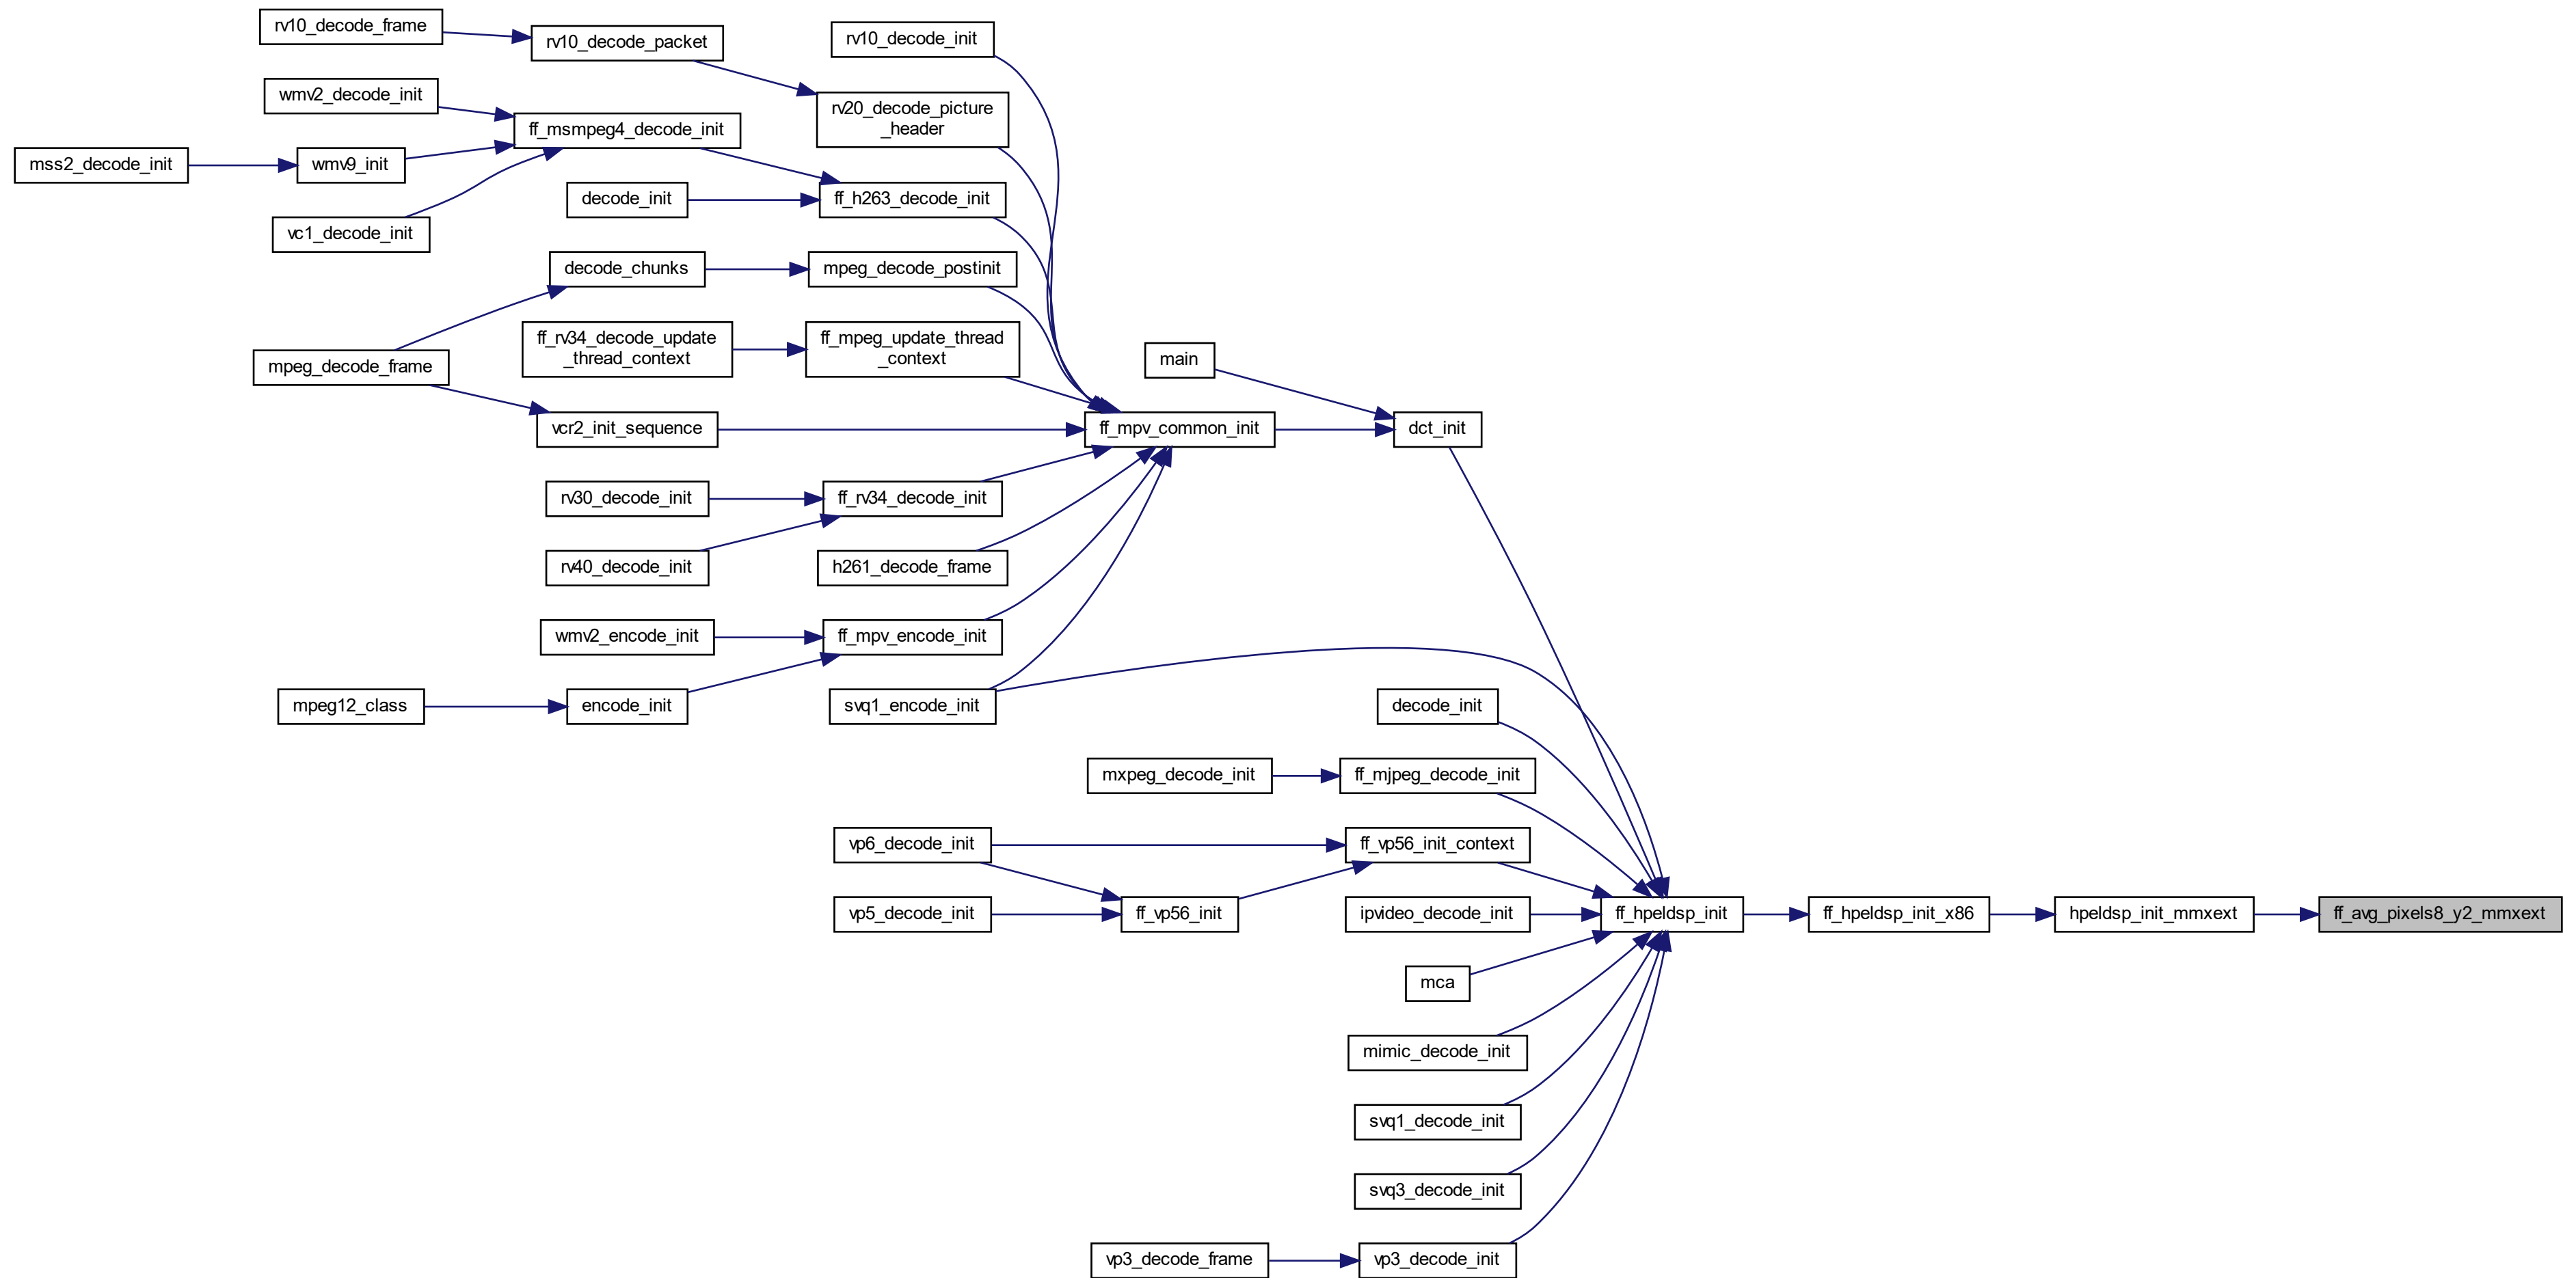 rv10_decode_frame
rv10_decode_packet
rv10_decode_init
wmv2_decode_init
rv20_decode_picture
_header
ff_msmpeg4_decode_init
mss2_decode_init
wmv9_init
decode_init
ff_h263_decode_init
vc1_decode_init
decode_chunks
mpeg_decode_postinit
ff_rv34_decode_update
_thread_context
ff_mpeg_update_thread
_context
main
mpeg_decode_frame
vcr2_init_sequence
ff_mpv_common_init
dct_init
rv30_decode_init
ff_rv34_decode_init
rv40_decode_init
h261_decode_frame
wmv2_encode_init
ff_mpv_encode_init
mpeg12_class
encode_init
svq1_encode_init
decode_init
mxpeg_decode_init
ff_mjpeg_decode_init
vp6_decode_init
ff_vp56_init_context
vp5_decode_init
ff_vp56_init
ipvideo_decode_init
ff_hpeldsp_init
ff_hpeldsp_init_x86
hpeldsp_init_mmxext
ff_avg_pixels8_y2_mmxext
mca
mimic_decode_init
svq1_decode_init
svq3_decode_init
vp3_decode_frame
vp3_decode_init